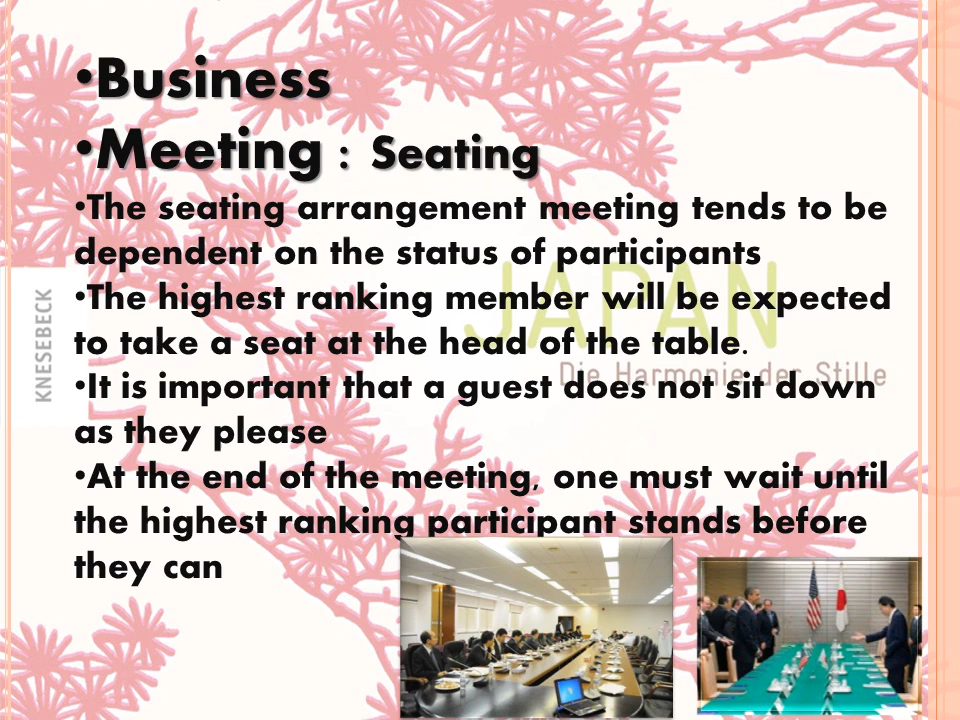 •Business
•Meeting : Seating
•The seating arrangement meeting tends to be
dependent on the status of participants
•The highest ranking member will be expected
to take a seat at the head of the table.
•It is important that a guest does not sit down
as they please
•At the end of the meeting, one must wait until
the highest ranking participant stands before
they can
KNESEBECK
JAPAN
Die Harmonie der Stille